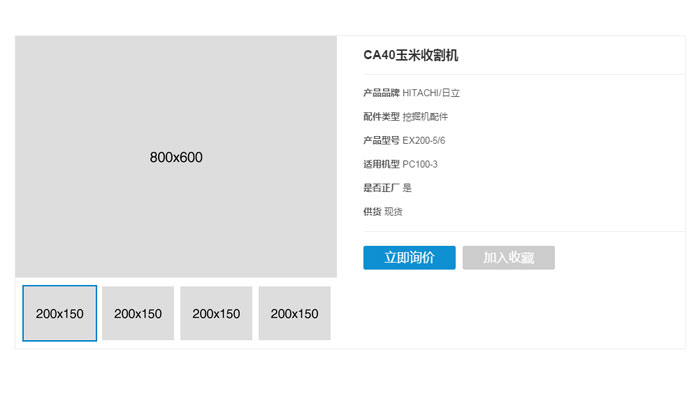 800x600
200x150 200x150 200x150 200x150
CA40玉米收割机
产品品牌 HITACHI/日立
配件类型 挖掘机配件
产品型号 EX200-5/6
适用机型 PC100-3
是否正厂 是
供货 现货
立即询价 加入收藏